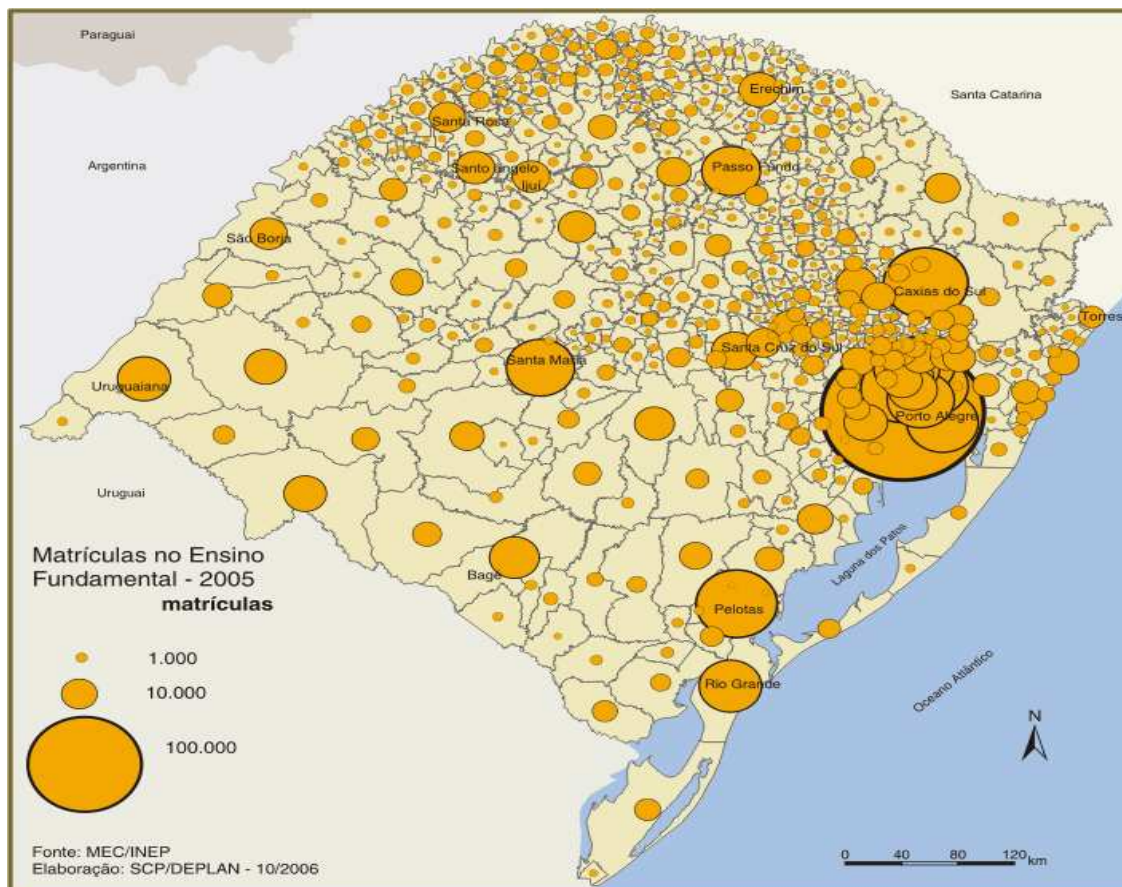 Paraguai
Santa Catarina
Erechim
Santa Rosa
Argentina
Passo Fundo
Santo ungelo
Ijuí
São Borja
Caxias do Sul
Torres
Santa Cruz do Sul
Santa Maria
Uruguaiana
Porto Alegre
Uruguai
Laguna dos Patos
Bagé
Pelotas
Rio Grande
Oceano Atlântico
Matrículas no Ensino
Fundamental - 2005
matrículas
1.000
10.000
100.000
N
Fonte: MEC/INEP
Elaboração: SCP/DEPLAN - 10/2006
0 40 80 120 km